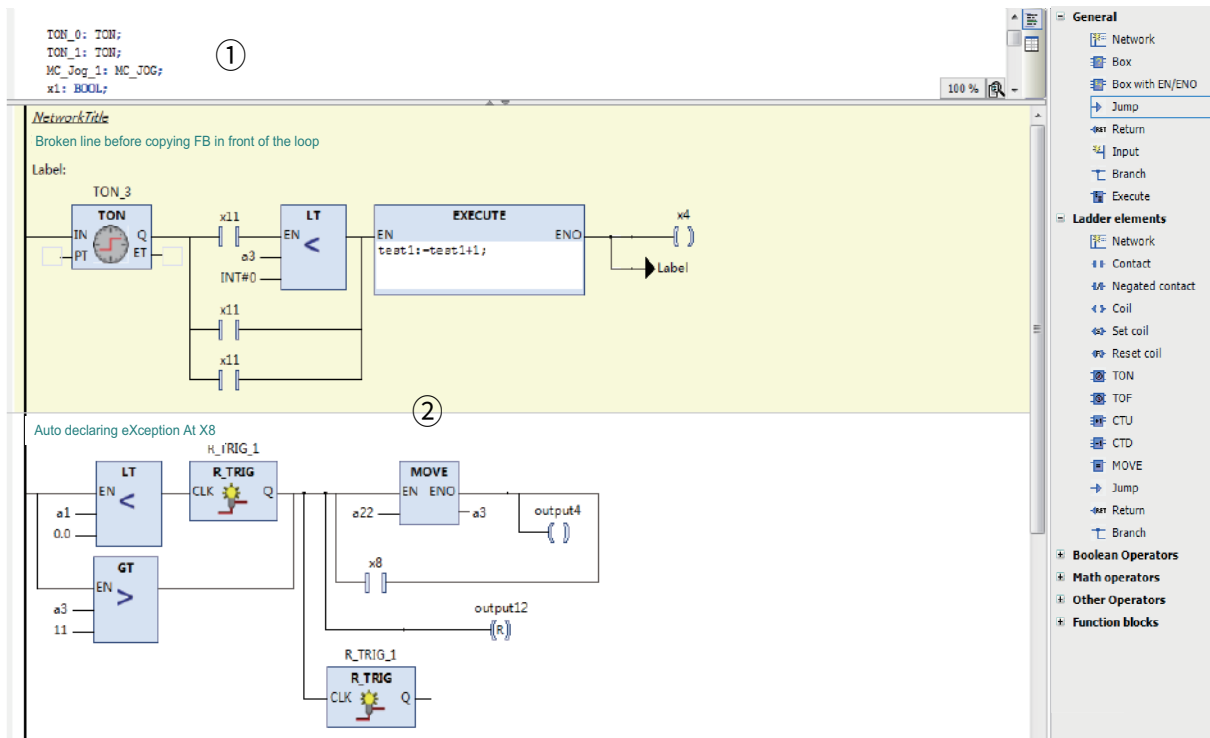 TON_0: TON;
TON_1: TON;
MC_Jog_1: MC_JOG;
x1: BOOL;
①
100 %
NetworkTitle
Broken line before copying FB in front of the loop
Label:
TON_3
TON
IN Q
PT ET
x11
LT
EN
<
a3
INT#0
EXECUTE
EN ENO
test1:=test1+1;
x4
Label
x11
x11
②
Auto declaring eXception At X8
LT
EN
<
a1
0.0
R_TRIG_1
R_TRIG
CLK Q
MOVE
EN ENO
a22 a3
output4
GT
EN
>
a3
11
x8
output12
R
R_TRIG_1
R_TRIG
CLK Q
General
Network
Box
Box with EN/ENO
Jump
Return
Input
Branch
Execute
Ladder elements
Network
Contact
Negated contact
Coil
Set coil
Reset coil
TON
TOF
CTU
CTD
MOVE
Jump
Return
Branch
Boolean Operators
Math operators
Other Operators
Function blocks